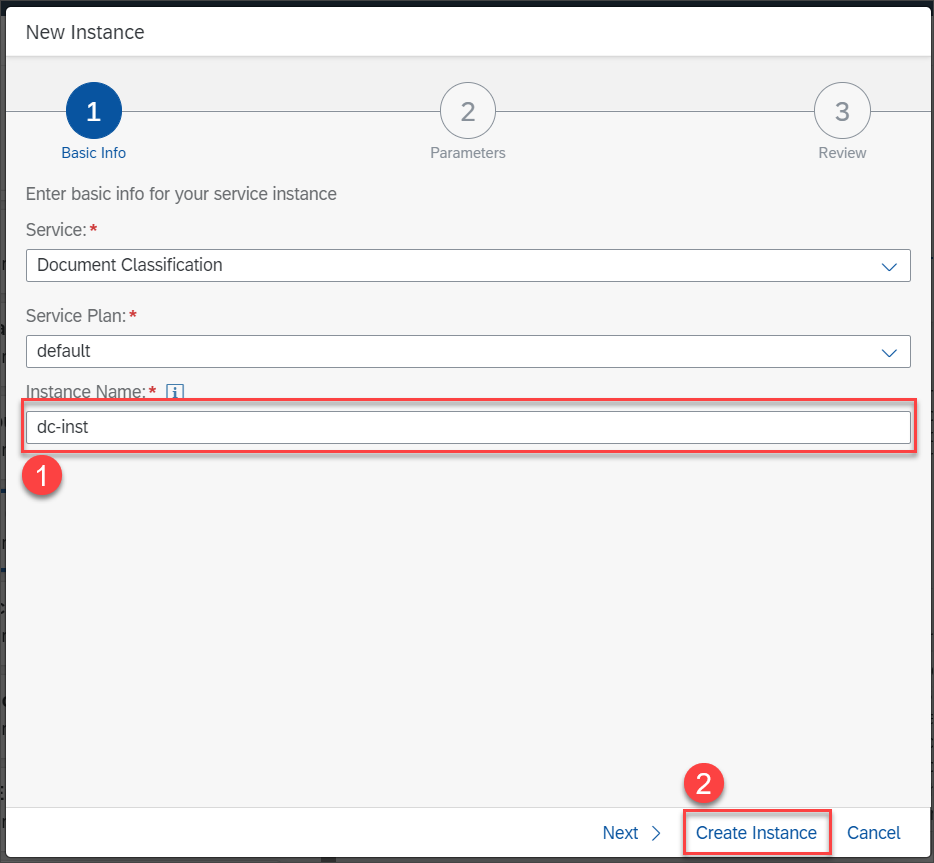 New Instance
1 2 3
Basic Info Parameters Review
Enter basic info for your service instance
Service: *
Document Classification
Service Plan: *
default
Instance Name: * i
dc-inst
1
2
Next Create Instance Cancel